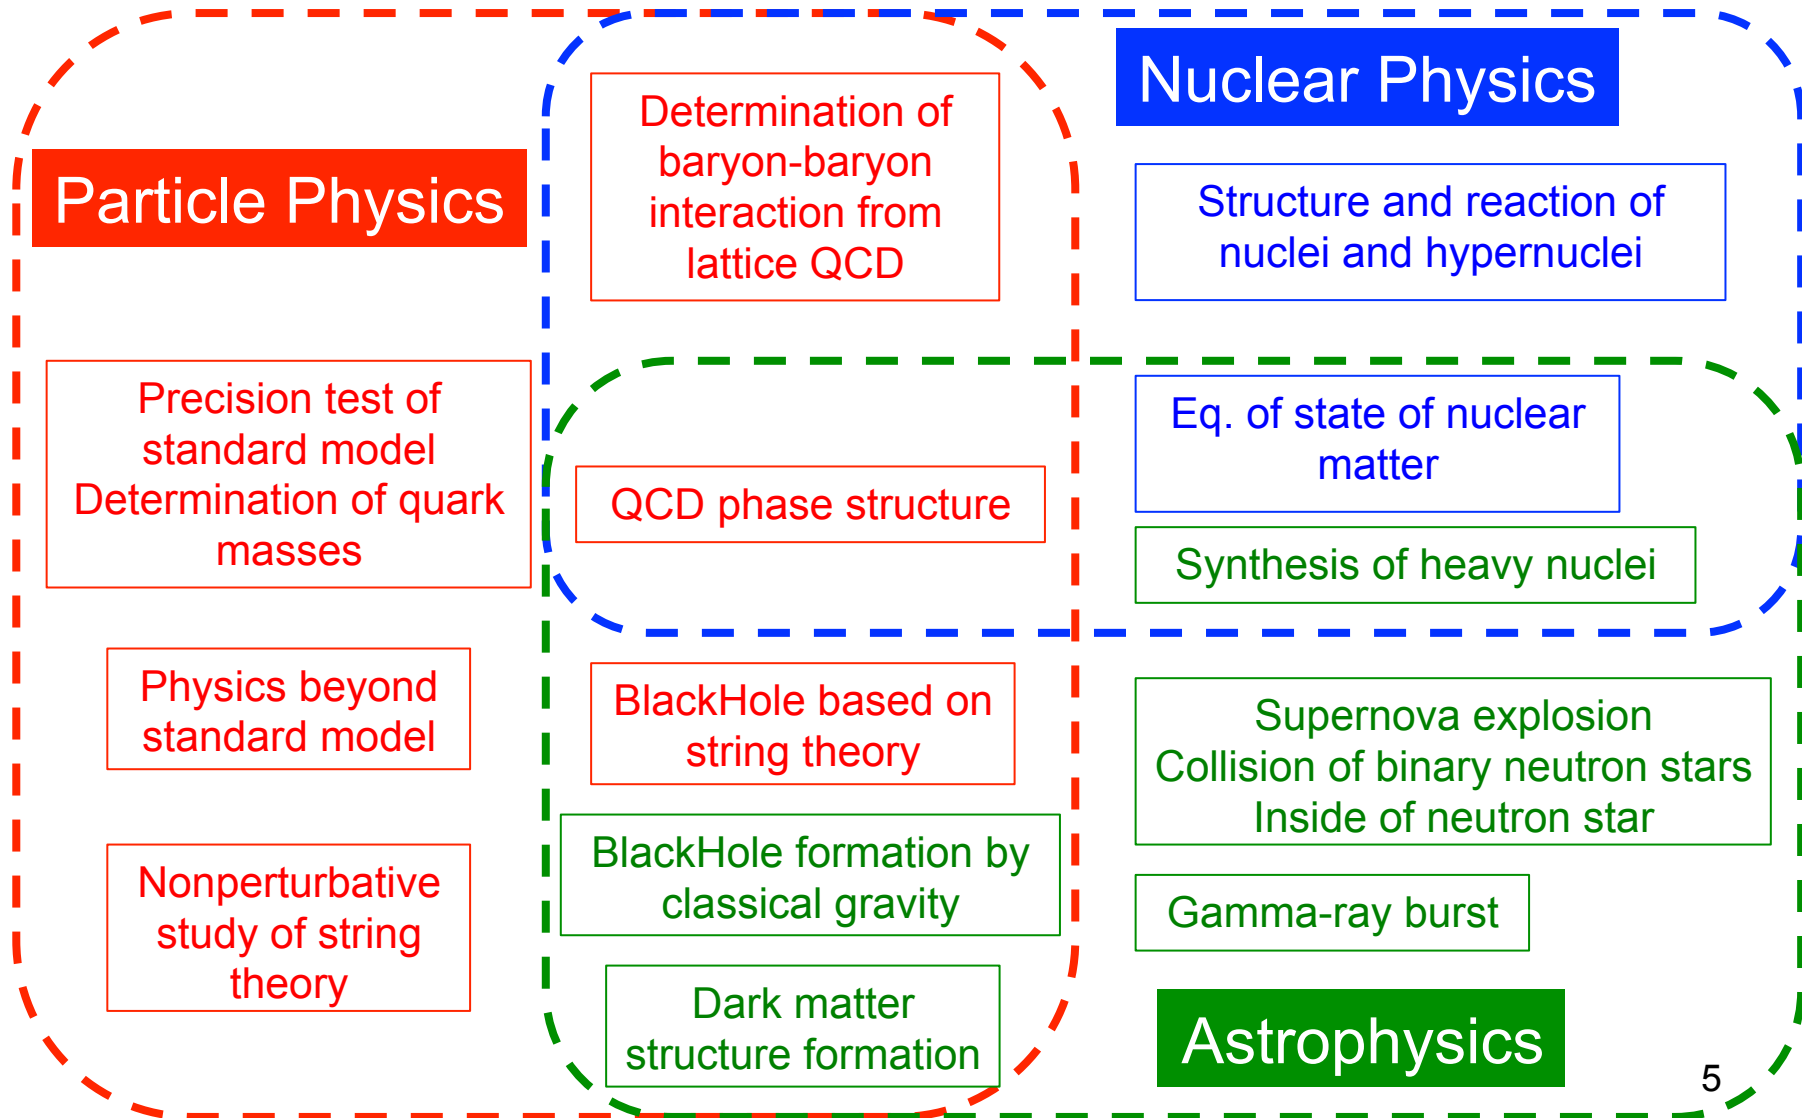 Particle Physics
Precision test of
standard model
Determination of quark
masses
Physics beyond
standard model
Nonperturbative
study of string
theory
Determination of
baryon-baryon
interaction from
lattice QCD
QCD phase structure
BlackHole based on
string theory
BlackHole formation by
classical gravity
Dark matter
structure formation
Nuclear Physics
Structure and reaction of
nuclei and hypernuclei
Eq. of state of nuclear
matter
Synthesis of heavy nuclei
Supernova explosion
Collision of binary neutron stars
Inside of neutron star
Gamma-ray burst
Astrophysics
5